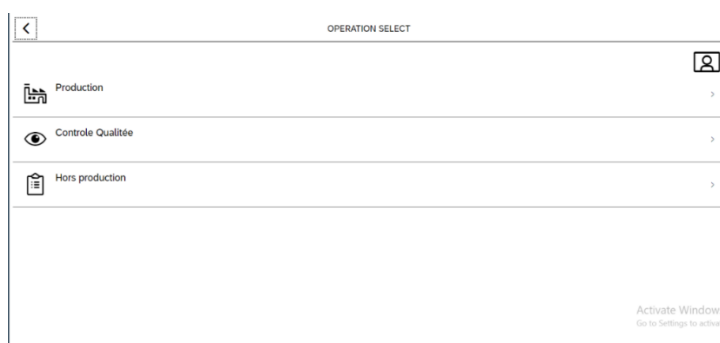 OPERATION SELECT
Production
Controle Qualitée
Hors production
Activate Window
Go to Settings to activa